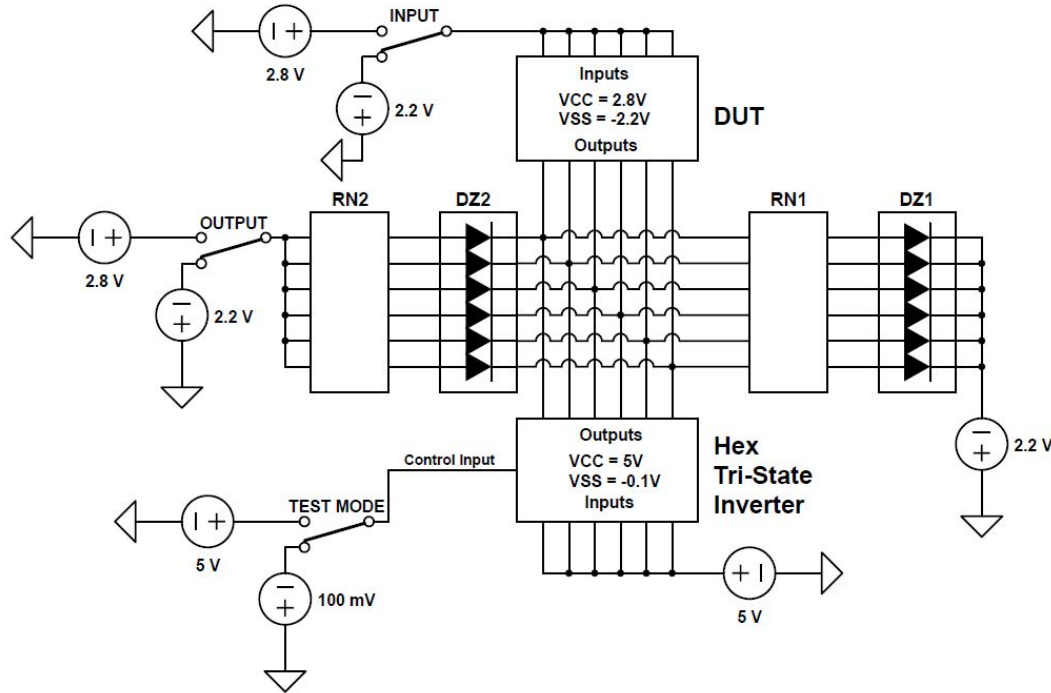 INPUT
2.8 V
2.2 V
Inputs
VCC = 2.8V
VSS = -2.2V
Outputs
DUT
RN2
DZ2
RN1
DZ1
OUTPUT
2.8 V
2.2 V
2.2 V
Outputs
VCC = 5V
VSS = -0.1V
Inputs
Hex
Tri-State
Inverter
Control Input
TEST MODE
5 V
100 mV
5 V